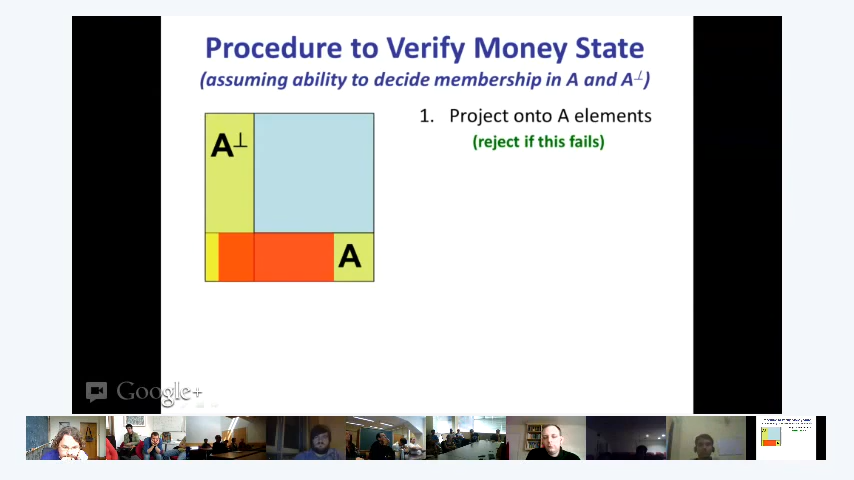 Procedure to Verify Money State
(assuming ability to decide membership in A and A⊥)
1. Project onto A elements
(reject if this fails)
A⊥
A
Google+